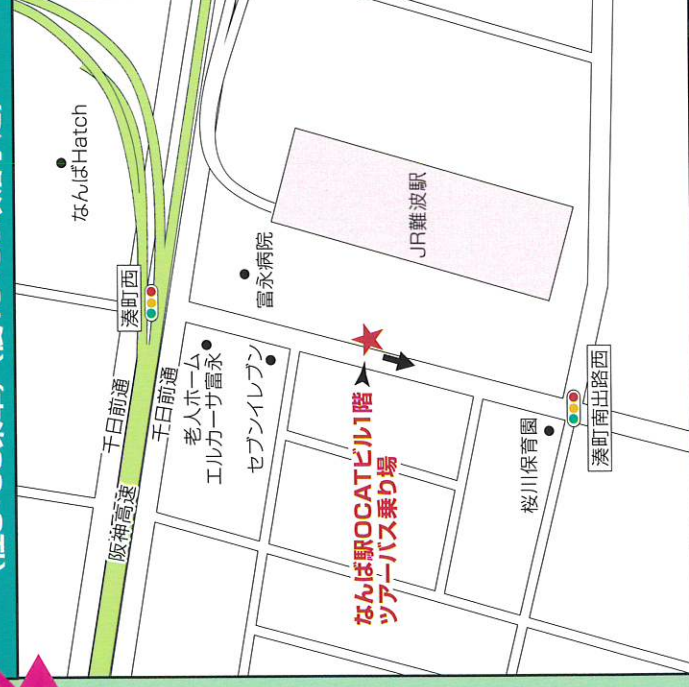 なんばHatch
湊町西
千日前通
千日前通
阪神高速
富永病院
老人ホーム
エルカーサ富永
セブンイレブン
JR難波駅
なんば駅OCATビル1階
ツアーバス乗り場
桜川保育園
湊町南出路西